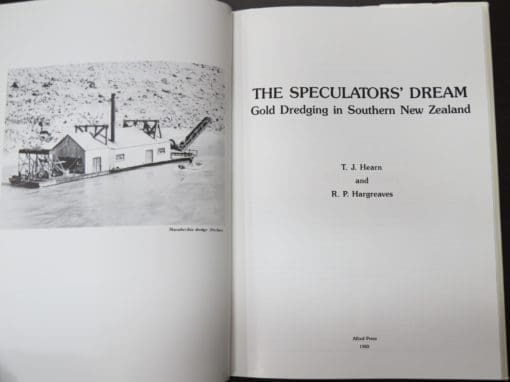 THE SPECULATORS' DREAM
Gold Dredging in Southern New Zealand
T. J. Hearn
and
R. P. Hargreaves
Allied Press